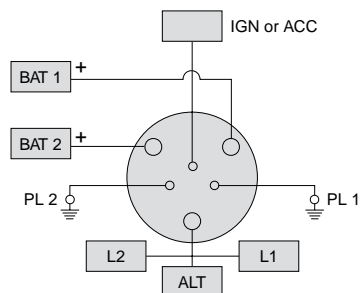 IGN or ACC
BAT 1 +
BAT 2 +
PL 2
PL 1
L2
L1
ALT